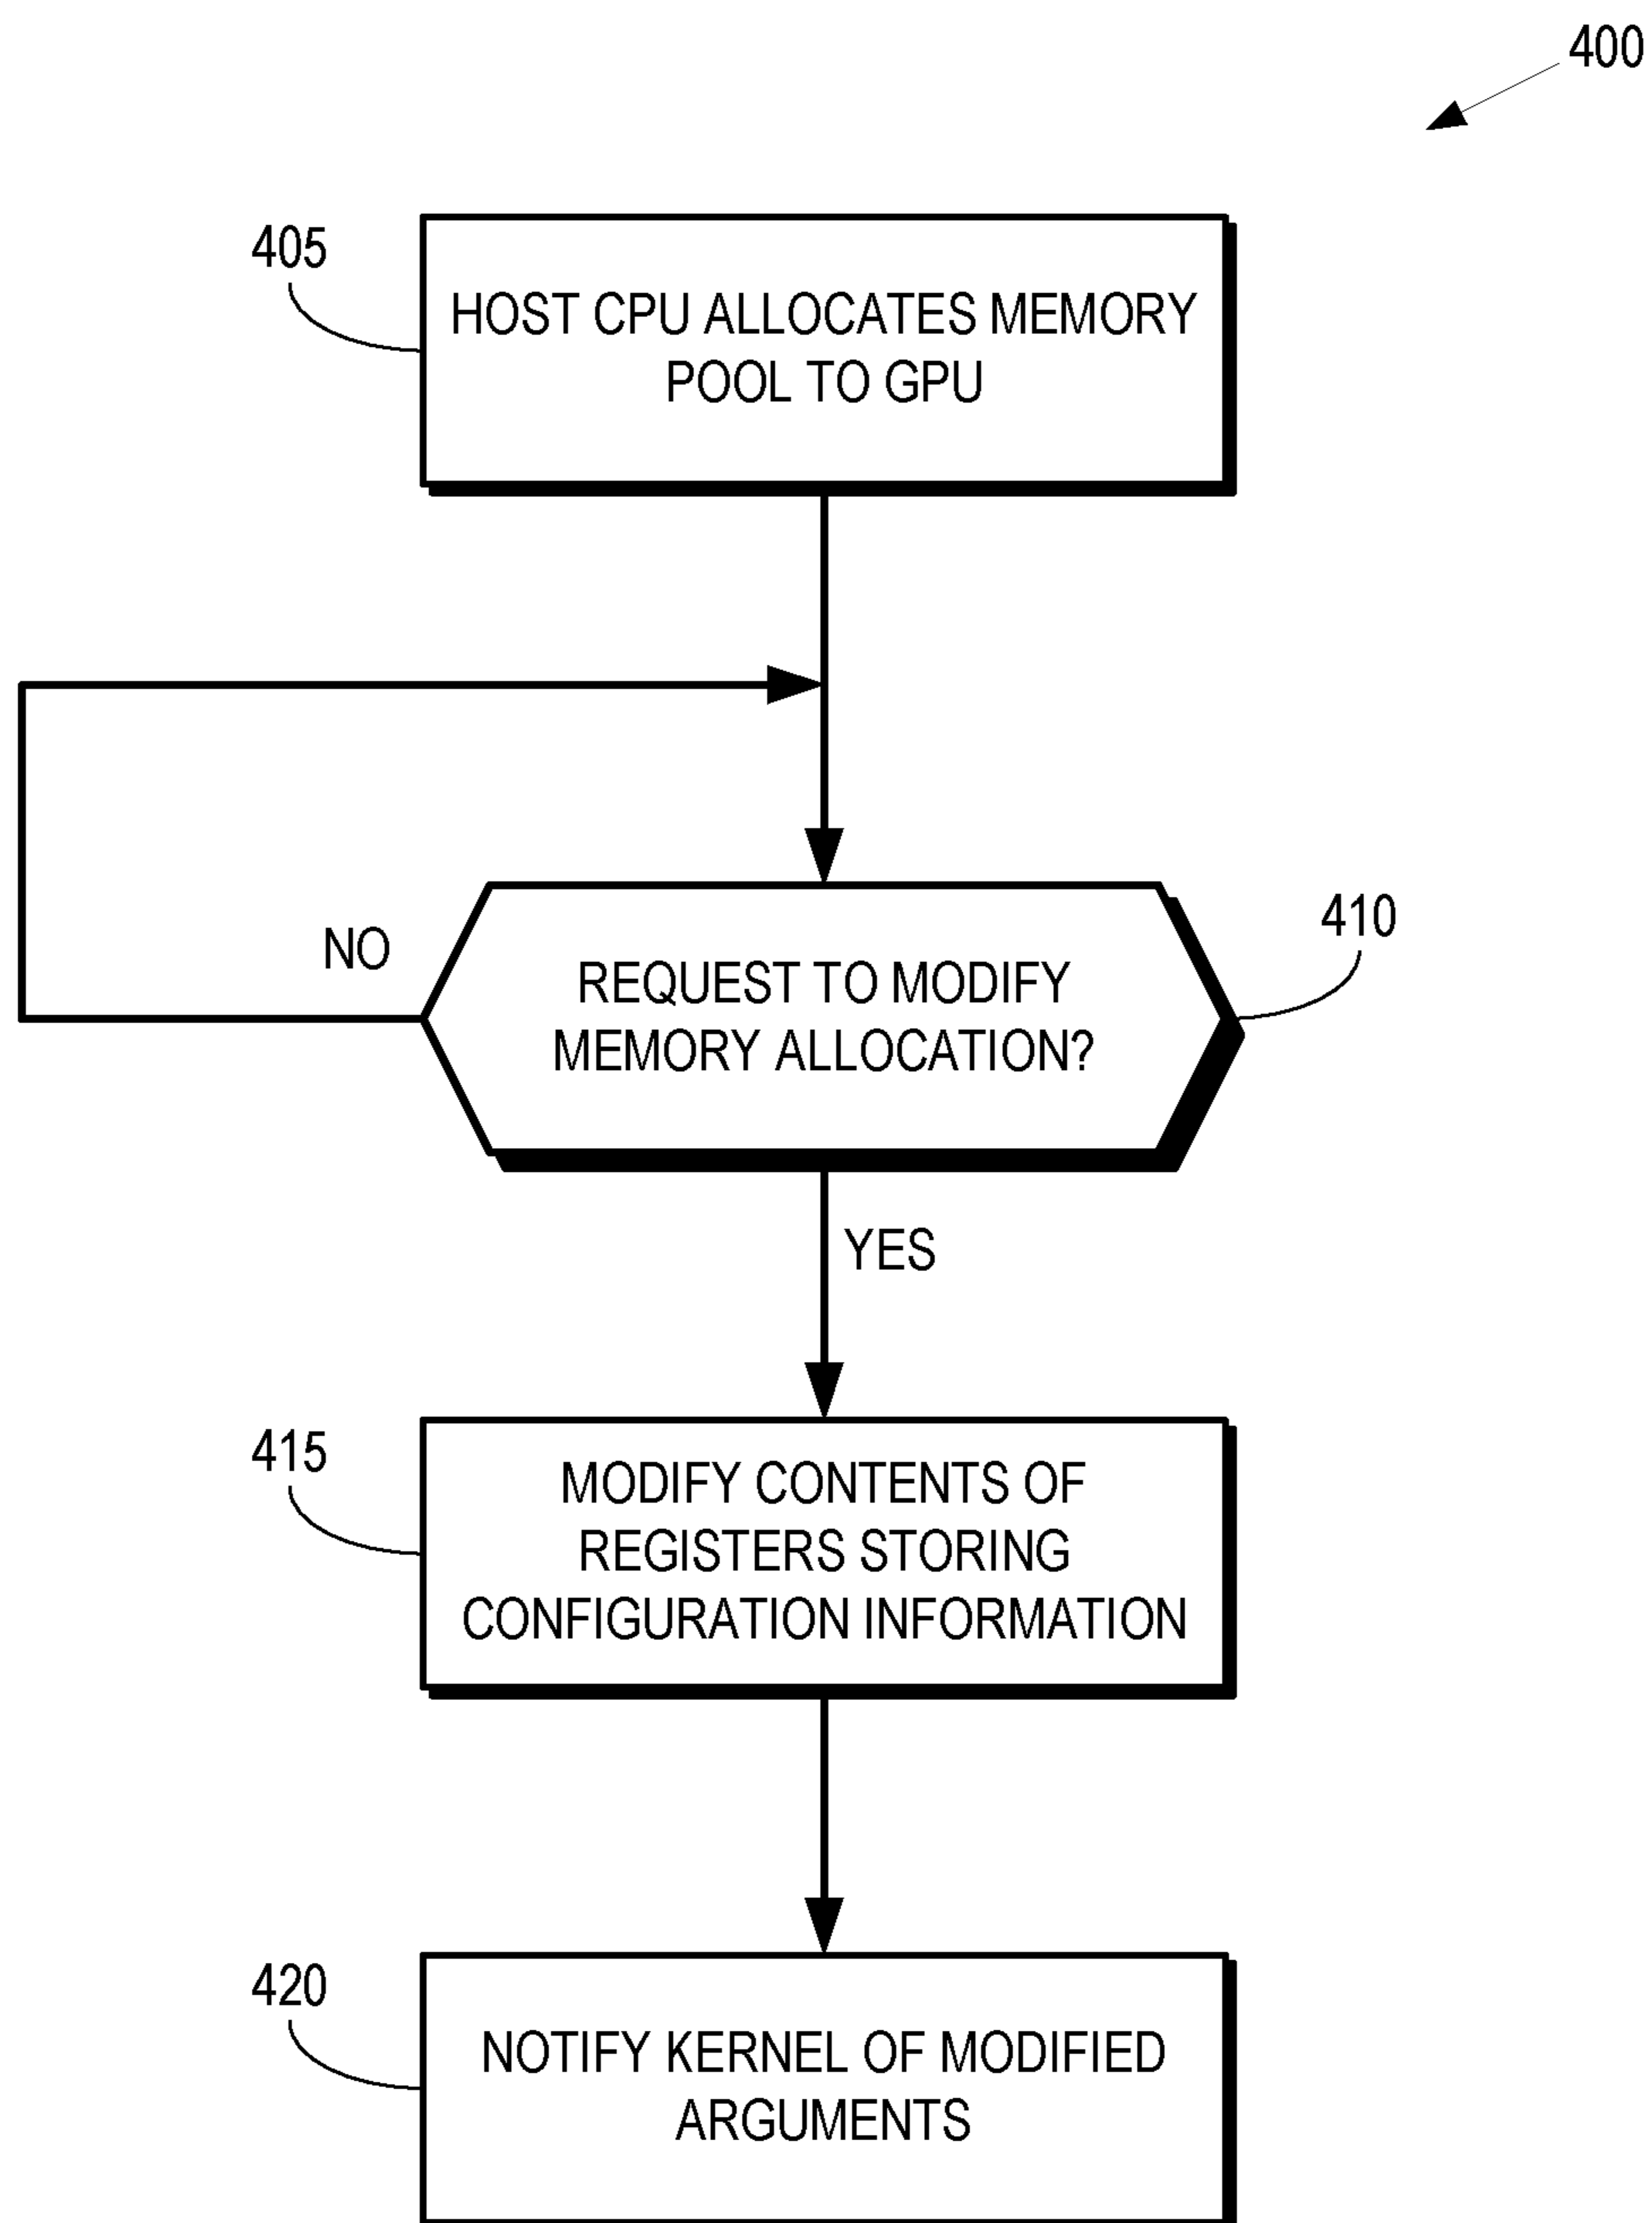 400
405
HOST CPU ALLOCATES MEMORY
POOL TO GPU
NO
410
REQUEST TO MODIFY
MEMORY ALLOCATION?
YES
415
MODIFY CONTENTS OF
REGISTERS STORING
CONFIGURATION INFORMATION
420
NOTIFY KERNEL OF MODIFIED
ARGUMENTS